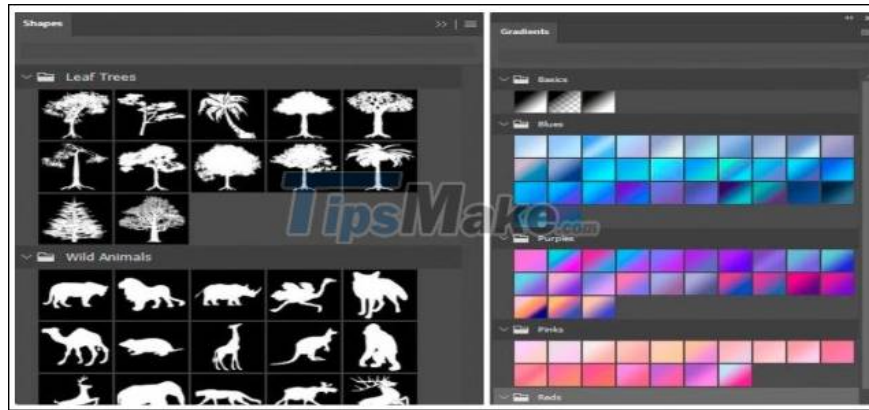 Shapes
Leaf Trees
Wild Animals
Gradients
Basics
Blues
Purples
Pinks
Reds
TipsMake.com